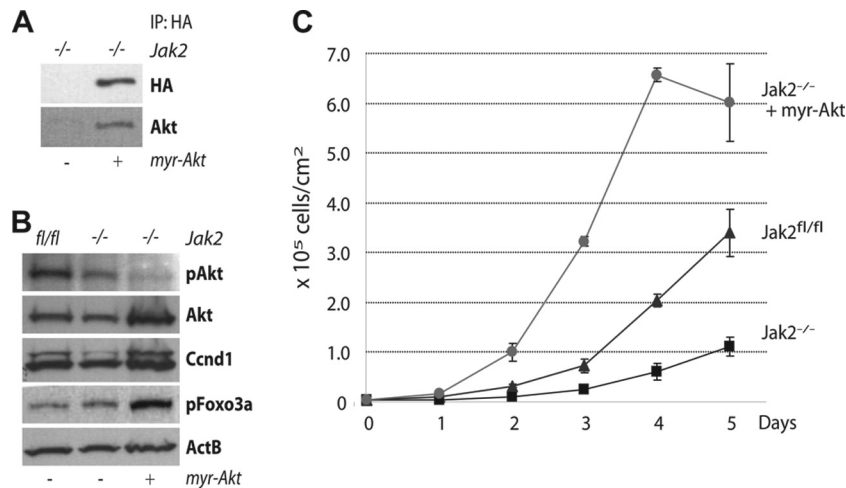 A
IP: HA
-/- -/- Jak2
HA
Akt
- + myr-Akt
B
fl/fl -/- -/- Jak2
pAkt
Akt
Ccnd1
pFoxo3a
ActB
- - + myr-Akt
C
x 10⁵ cells/cm²
7.0
6.0
5.0
4.0
3.0
2.0
1.0
0
0 1 2 3 4 5 Days
Jak2⁻/⁻
+ myr-Akt
Jak2fl/fl
Jak2⁻/⁻